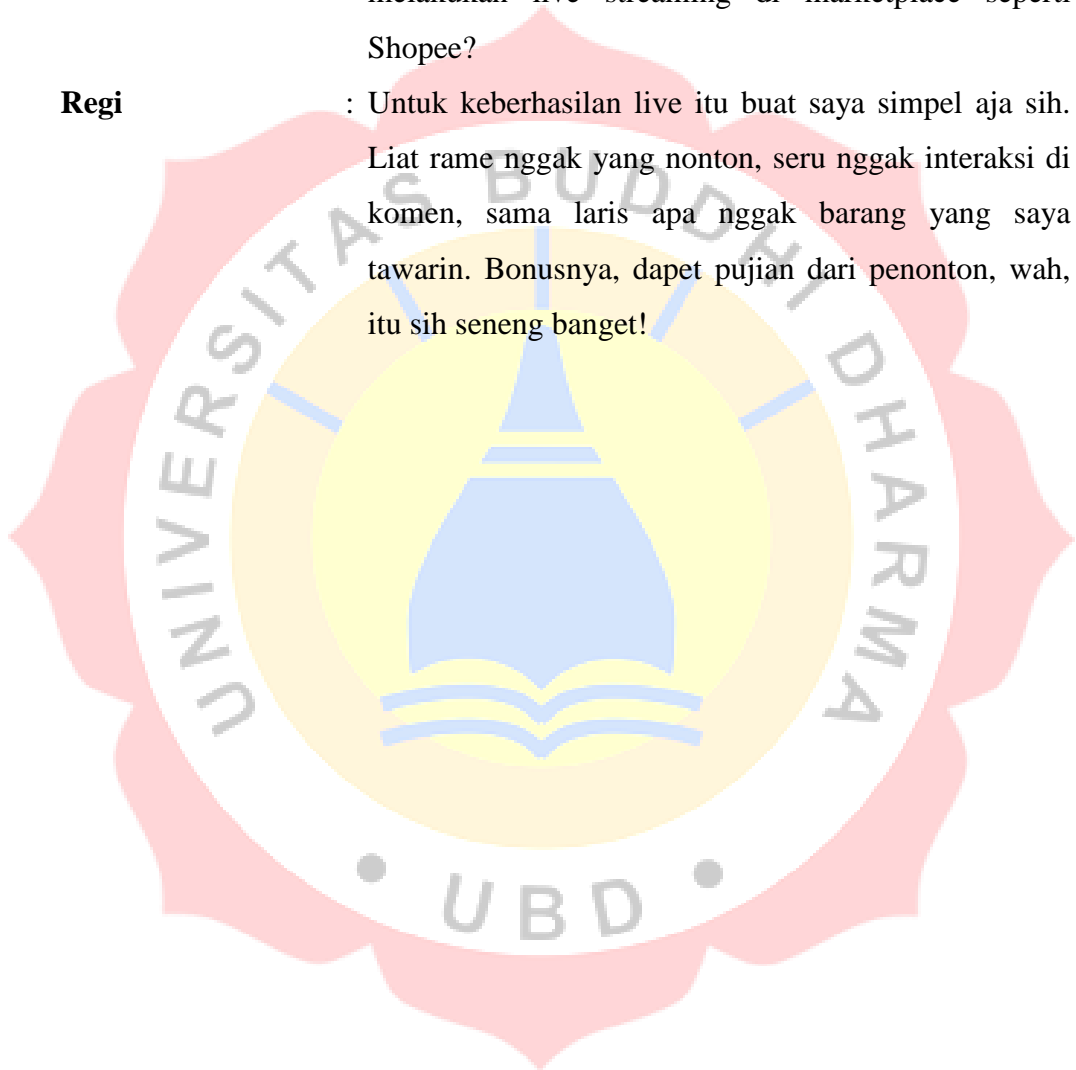 melakukan live streaming di marketplace seperti
Shopee?
Regi : Untuk keberhasilan live itu buat saya simpel aja sih.
Liat rame nggak yang nonton, seru nggak interaksi di
komen, sama laris apa nggak barang yang saya
tawarin. Bonusnya, dapet pujian dari penonton, wah,
itu sih seneng banget!
UNIVERSITAS BUDDHI DHARMA
• UBD •